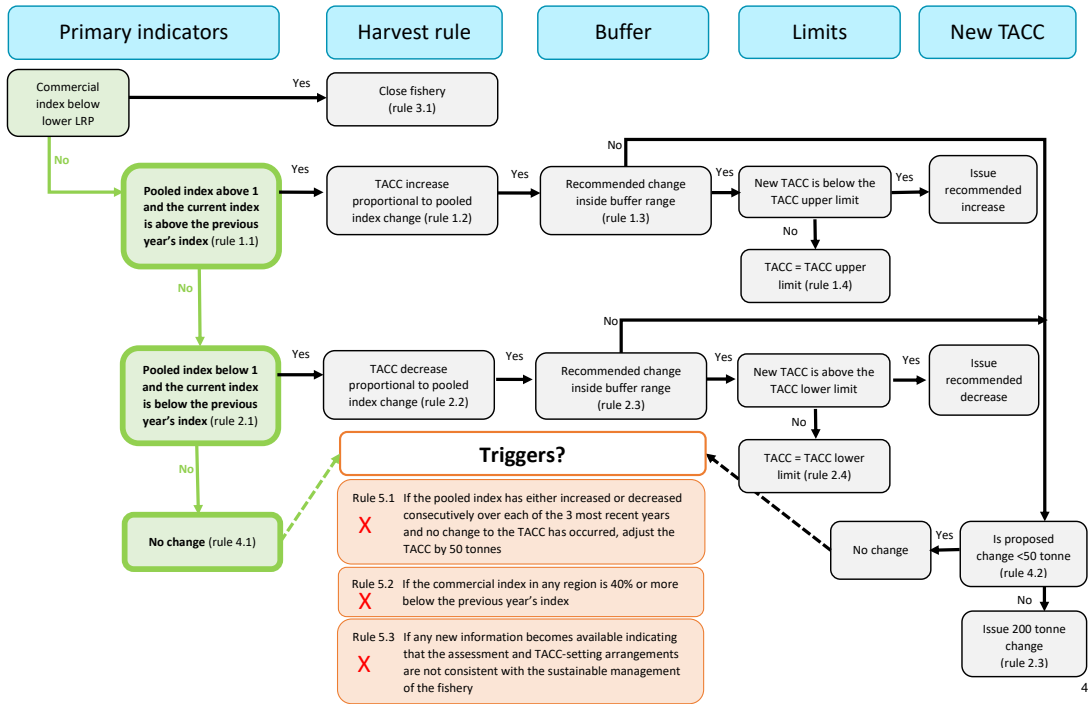 Primary indicators
Harvest rule
Buffer
Limits
New TACC
Commercial
index below
lower LRP
Yes
Close fishery
(rule 3.1)
No
No
Pooled index above 1
and the current index
is above the previous
year’s index (rule 1.1)
Yes
TACC increase
proportional to pooled
index change (rule 1.2)
Yes
Recommended change
inside buffer range
(rule 1.3)
Yes
New TACC is below the
TACC upper limit
Yes
Issue
recommended
increase
No
TACC = TACC upper
limit (rule 1.4)
No
No
Pooled index below 1
and the current index
is below the previous
year’s index (rule 2.1)
Yes
TACC decrease
proportional to pooled
index change (rule 2.2)
Yes
Recommended change
inside buffer range
(rule 2.3)
Yes
New TACC is above the
TACC lower limit
Yes
Issue
recommended
decrease
No
TACC = TACC lower
limit (rule 2.4)
No
No change (rule 4.1)
Triggers?
Rule 5.1 If the pooled index has either increased or decreased
consecutively over each of the 3 most recent years
X and no change to the TACC has occurred, adjust
the TACC by 50 tonnes
Rule 5.2 If the commercial index in any region is 40% or more
X below the previous year’s index
Rule 5.3 If any new information becomes available indicating
that the assessment and TACC-setting arrangements
X are not consistent with the sustainable management
of the fishery
No change
Yes
Is proposed
change <50 tonne
(rule 4.2)
No
Issue 200 tonne
change
(rule 2.3)
4